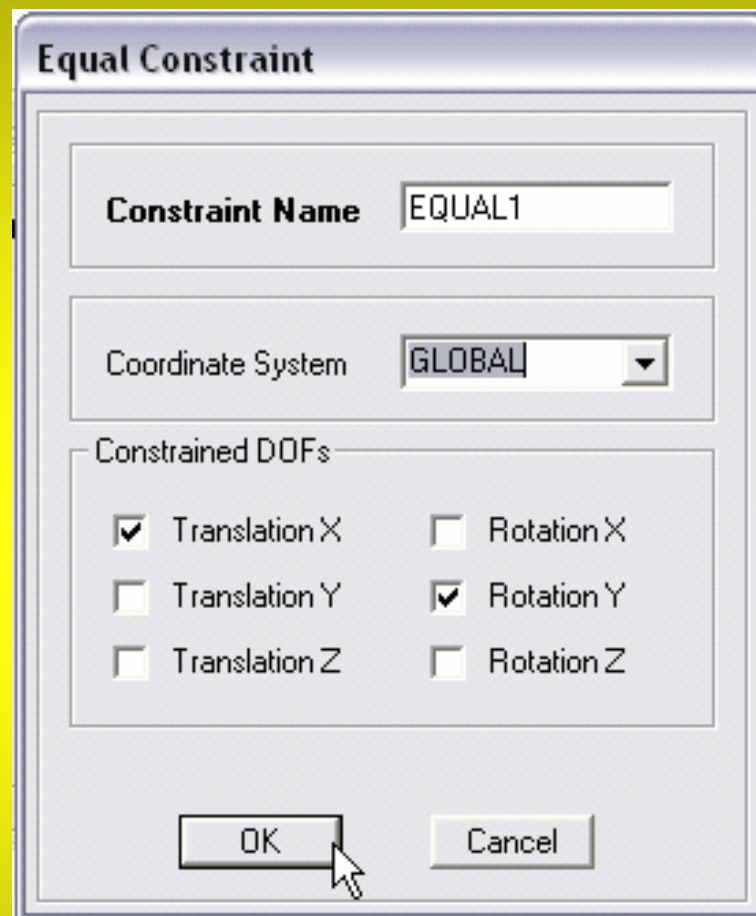 Equal Constraint
Constraint Name EQUAL1
Coordinate System GLOBAL
Constrained DOFs
Translation X Rotation X
Translation Y Rotation Y
Translation Z Rotation Z
OK Cancel